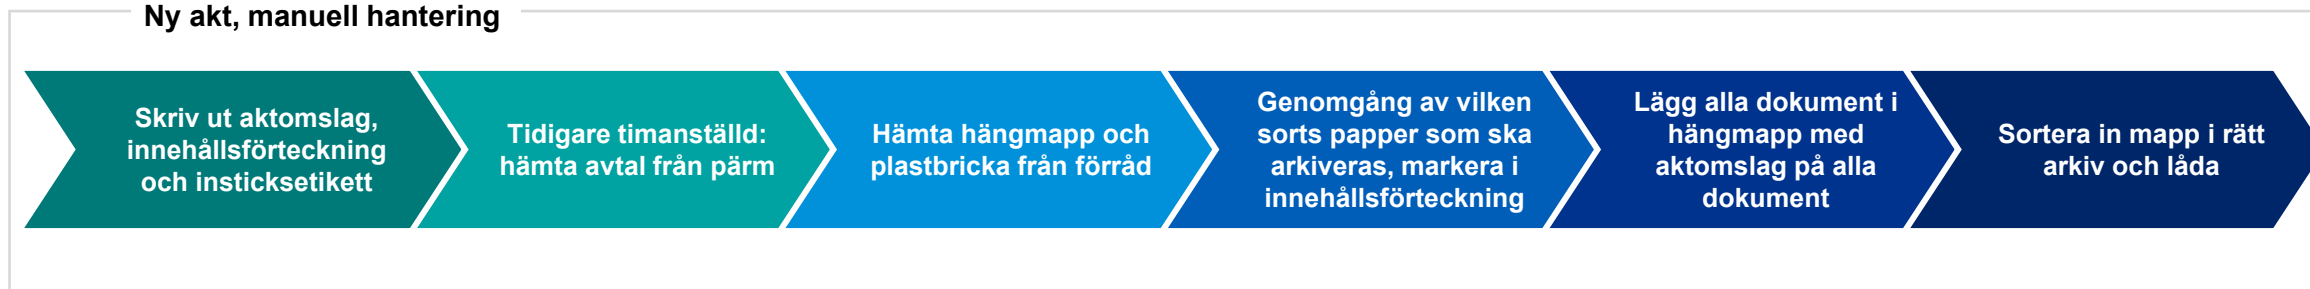 Ny akt, manuell hantering
Skriv ut aktomslag,
innehållsförteckning
och insticksetikett
Tidigare timanställd:
hämta avtal från pärm
Hämta hängmapp och
plastbricka från förråd
Genomgång av vilken
sorts papper som ska
arkiveras, markera i
innehållsförteckning
Lägg alla dokument i
hängmapp med
aktomslag på alla
dokument
Sortera in mapp i rätt
arkiv och låda